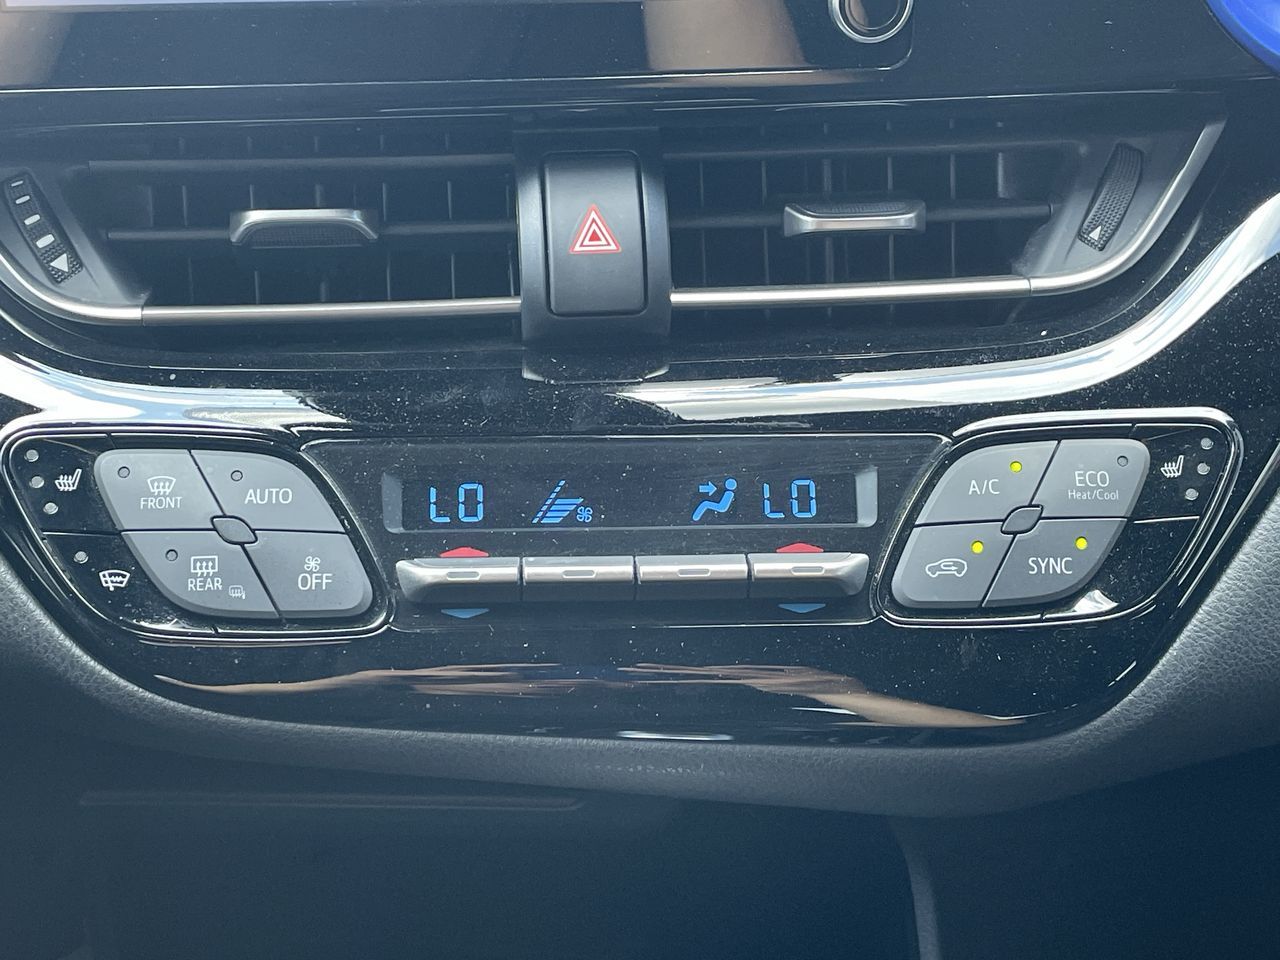 LO
LO
FRONT
AUTO
REAR
OFF
A/C
ECO
Heat/Cool
SYNC